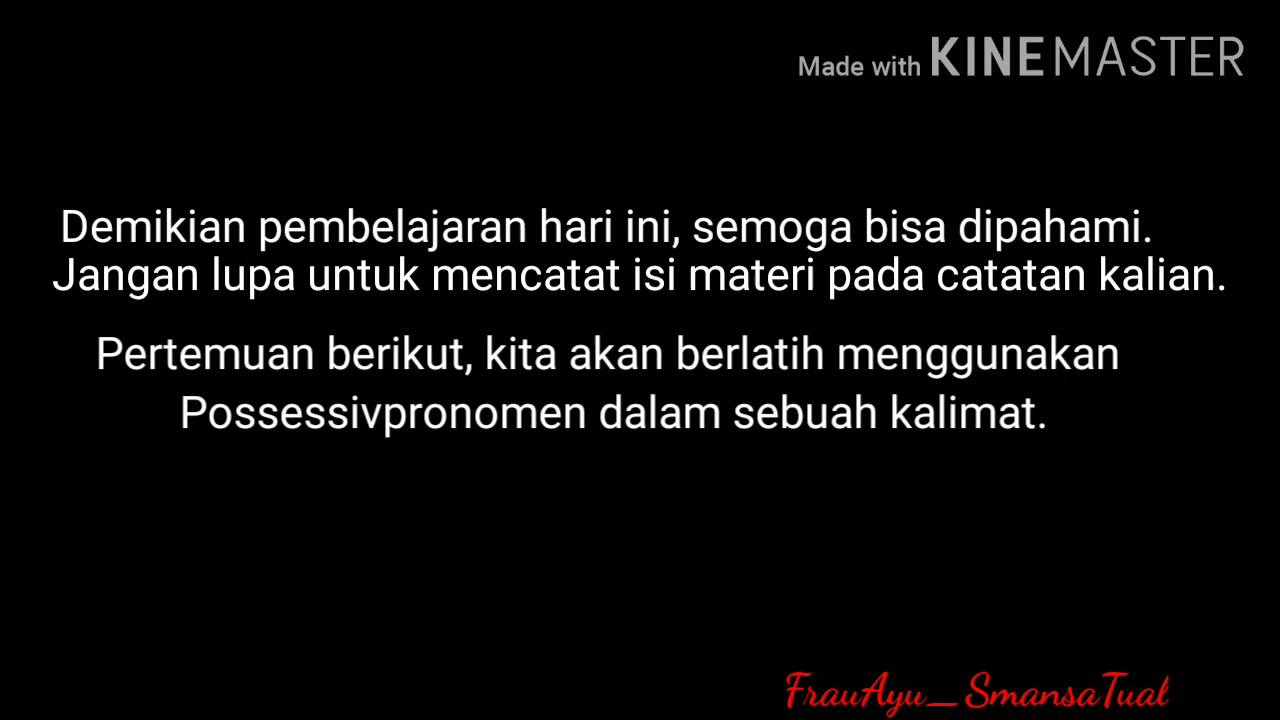 Made with KINEMASTER
Demikian pembelajaran hari ini, semoga bisa dipahami.
Jangan lupa untuk mencatat isi materi pada catatan kalian.
Pertemuan berikut, kita akan berlatih menggunakan
Possessivpronomen dalam sebuah kalimat.
FrauAyu_SmansaTual